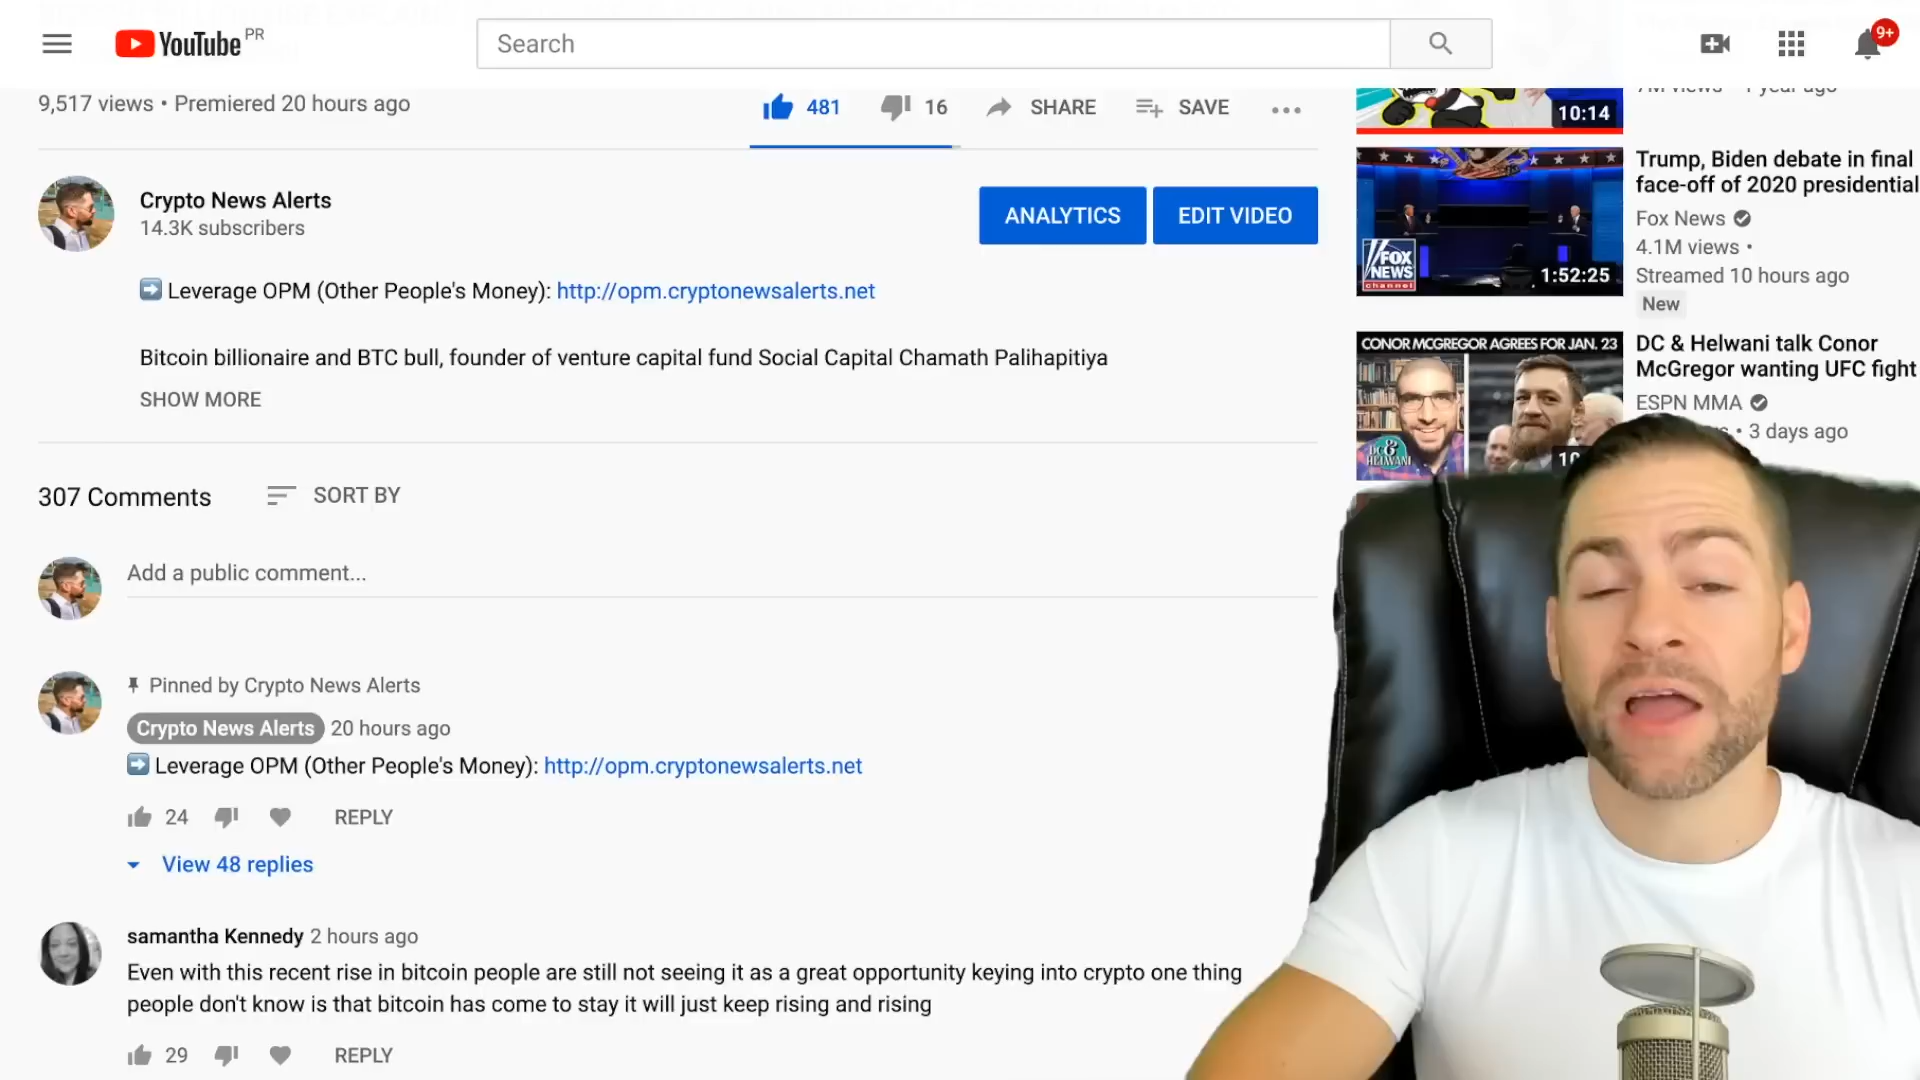 YouTube PR
Search
9+
9,517 views • Premiered 20 hours ago
481
16
SHARE
SAVE
10:14
Crypto News Alerts
14.3K subscribers
ANALYTICS
EDIT VIDEO
Leverage OPM (Other People's Money): http://opm.cryptonewsalerts.net
Bitcoin billionaire and BTC bull, founder of venture capital fund Social Capital Chamath Palihapitiya
SHOW MORE
307 Comments
SORT BY
Add a public comment...
Pinned by Crypto News Alerts
Crypto News Alerts 20 hours ago
Leverage OPM (Other People's Money): http://opm.cryptonewsalerts.net
24
REPLY
View 48 replies
samantha Kennedy 2 hours ago
Even with this recent rise in bitcoin people are still not seeing it as a great opportunity keying into crypto one thing
people don't know is that bitcoin has come to stay it will just keep rising and rising
29
REPLY
FOX
NEWS
channel
1:52:25
Trump, Biden debate in final
face-off of 2020 presidential
Fox News
4.1M views •
Streamed 10 hours ago
New
CONOR MCGREGOR AGREES FOR JAN. 23
DC &
HELWANI
DC & Helwani talk Conor
McGregor wanting UFC fight
ESPN MMA
• 3 days ago